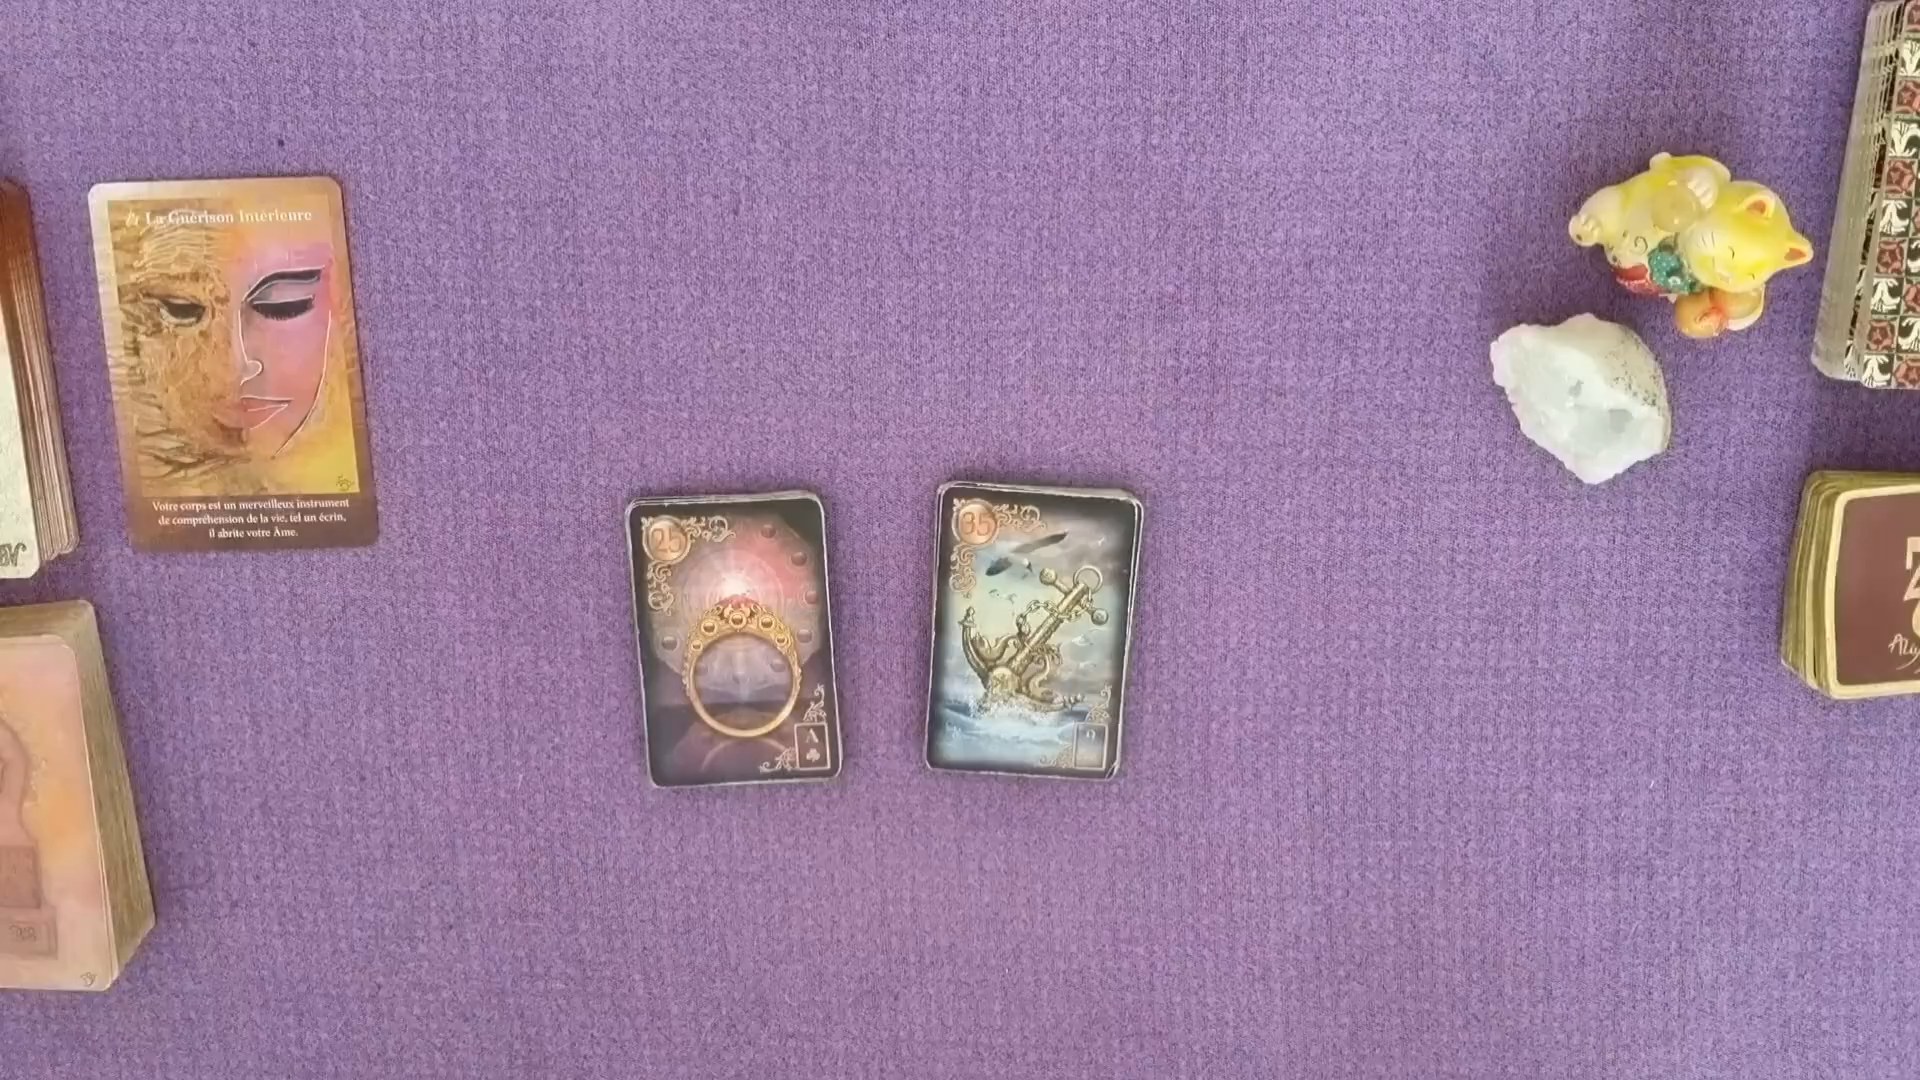 La Guérison Intérieure
Votre corps est un merveilleux instrument
de compréhension de la vie, tel un écrin,
il abrite votre Âme.
25
A
35
9